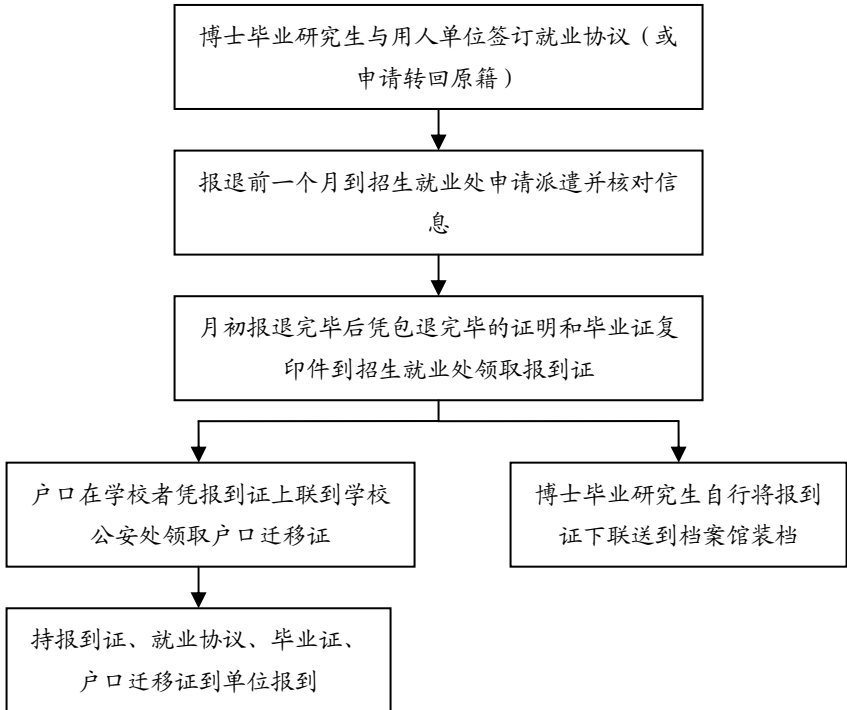 博士毕业研究生与用人单位签订就业协议（或
申请转回原籍）
报退前一个月到招生就业处申请派遣并核对信
息
月初报退完毕后凭包退完毕的证明和毕业证复
印件到招生就业处领取报到证
户口在学校者凭报到证上联到学校
公安处领取户口迁移证
博士毕业研究生自行将报到
证下联送到档案馆装档
持报到证、就业协议、毕业证、
户口迁移证到单位报到